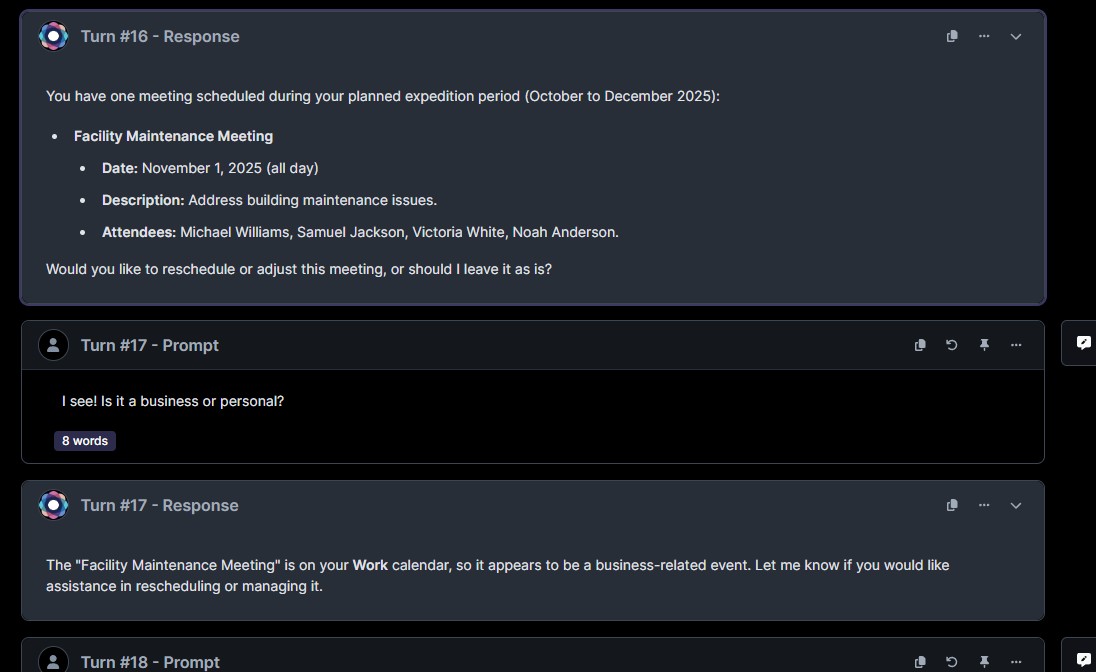 Turn #16 - Response
You have one meeting scheduled during your planned expedition period (October to December 2025):
Facility Maintenance Meeting
Date: November 1, 2025 (all day)
Description: Address building maintenance issues.
Attendees: Michael Williams, Samuel Jackson, Victoria White, Noah Anderson.
Would you like to reschedule or adjust this meeting, or should I leave it as is?
Turn #17 - Prompt
I see! Is it a business or personal?
8 words
Turn #17 - Response
The "Facility Maintenance Meeting" is on your Work calendar, so it appears to be a business-related event. Let me know if you would like
assistance in rescheduling or managing it.
Turn #18 - Prompt